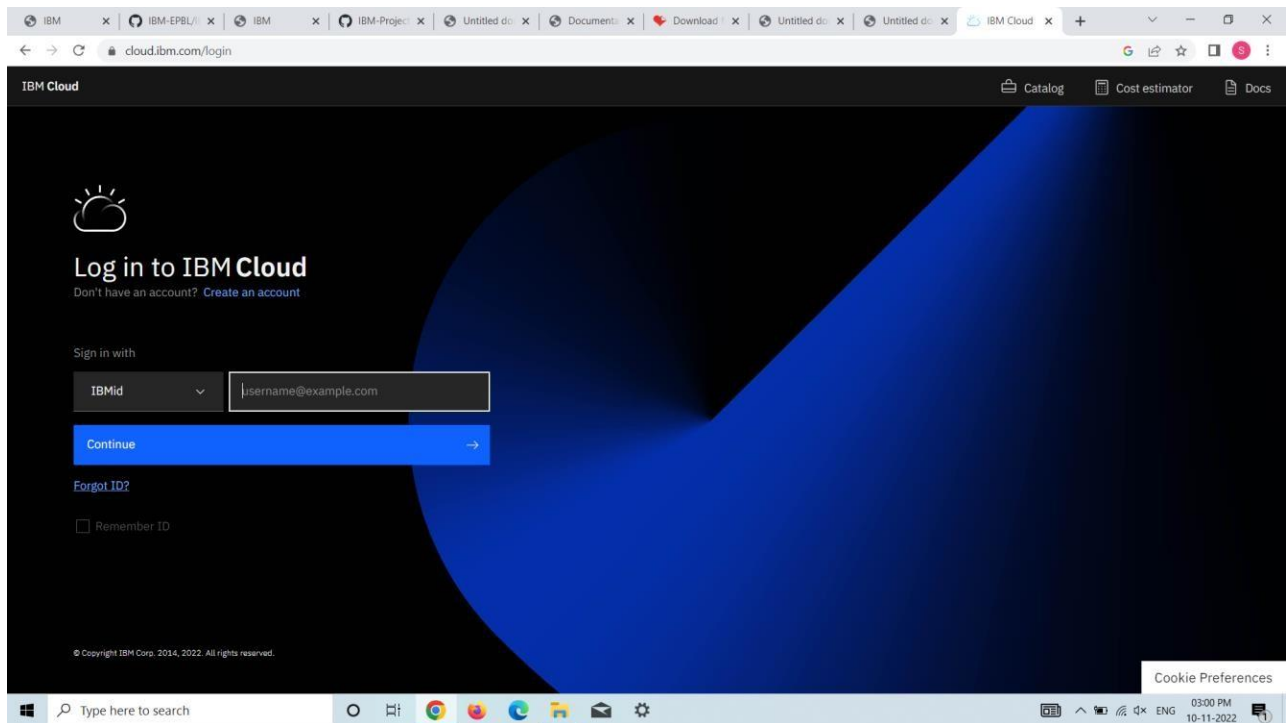 IBM
IBM-EPBL/
IBM
IBM-Project
Untitled do
Documenta
Download
Untitled do
Untitled do
IBM Cloud
cloud.ibm.com/login
IBM Cloud
Catalog
Cost estimator
Docs
Log in to IBM Cloud
Don't have an account? Create an account
Sign in with
IBMid
username@example.com
Continue
Forgot ID?
Remember ID
© Copyright IBM Corp. 2014, 2022. All rights reserved.
Cookie Preferences
Type here to search
ENG
03:00 PM
10-11-2022